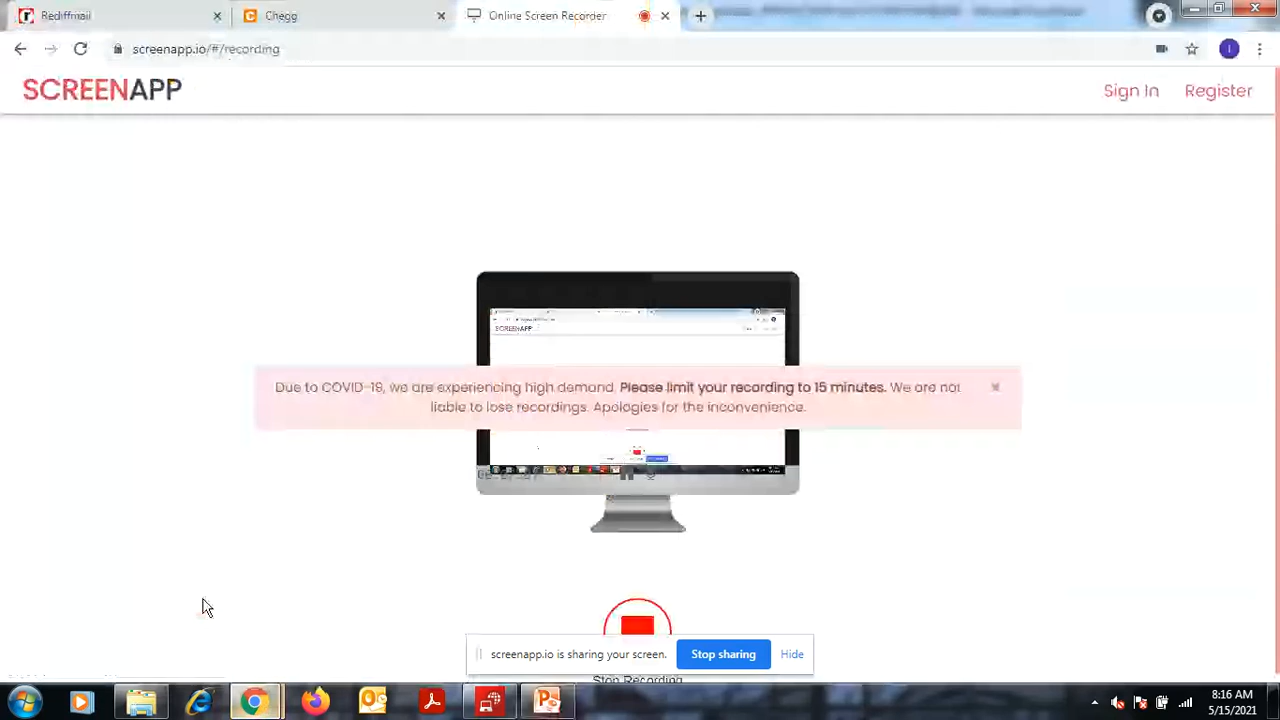 Rediffmail
Chegg
Online Screen Recorder
screenapp.io/#/recording
SCREENAPP
Sign In
Register
Due to COVID-19, we are experiencing high demand. Please limit your recording to 15 minutes. We are not
liable to lose recordings. Apologies for the inconvenience.
screenapp.io is sharing your screen.
Stop sharing
Hide
Stop Recording
8:16 AM
5/15/2021